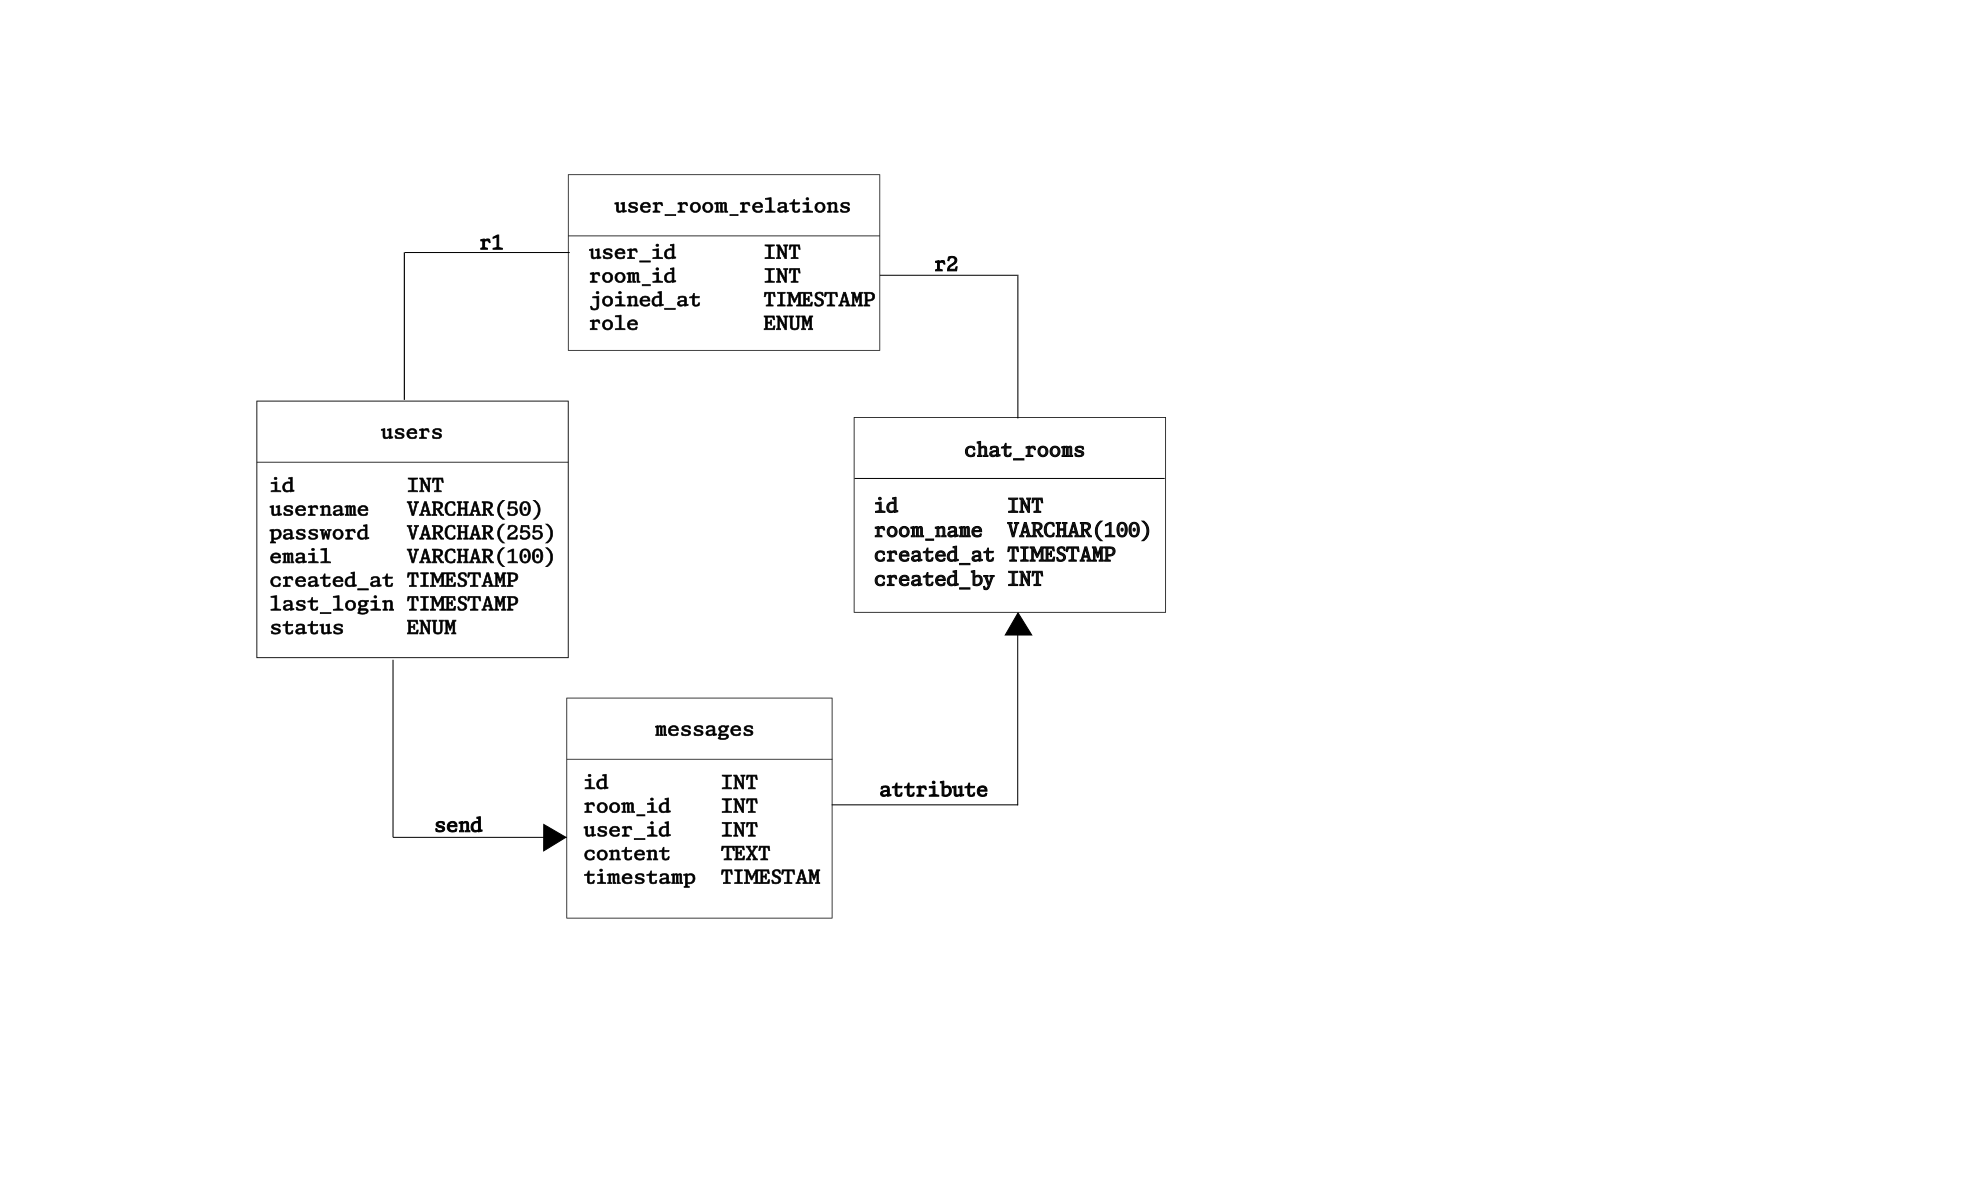 user_room_relations
user_id INT
room_id INT
joined_at TIMESTAMP
role ENUM
r1
r2
users
id INT
username VARCHAR(50)
password VARCHAR(255)
email VARCHAR(100)
created_at TIMESTAMP
last_login TIMESTAMP
status ENUM
chat_rooms
id INT
room_name VARCHAR(100)
created_at TIMESTAMP
created_by INT
messages
id INT
room_id INT
user_id INT
content TEXT
timestamp TIMESTAM
send
attribute